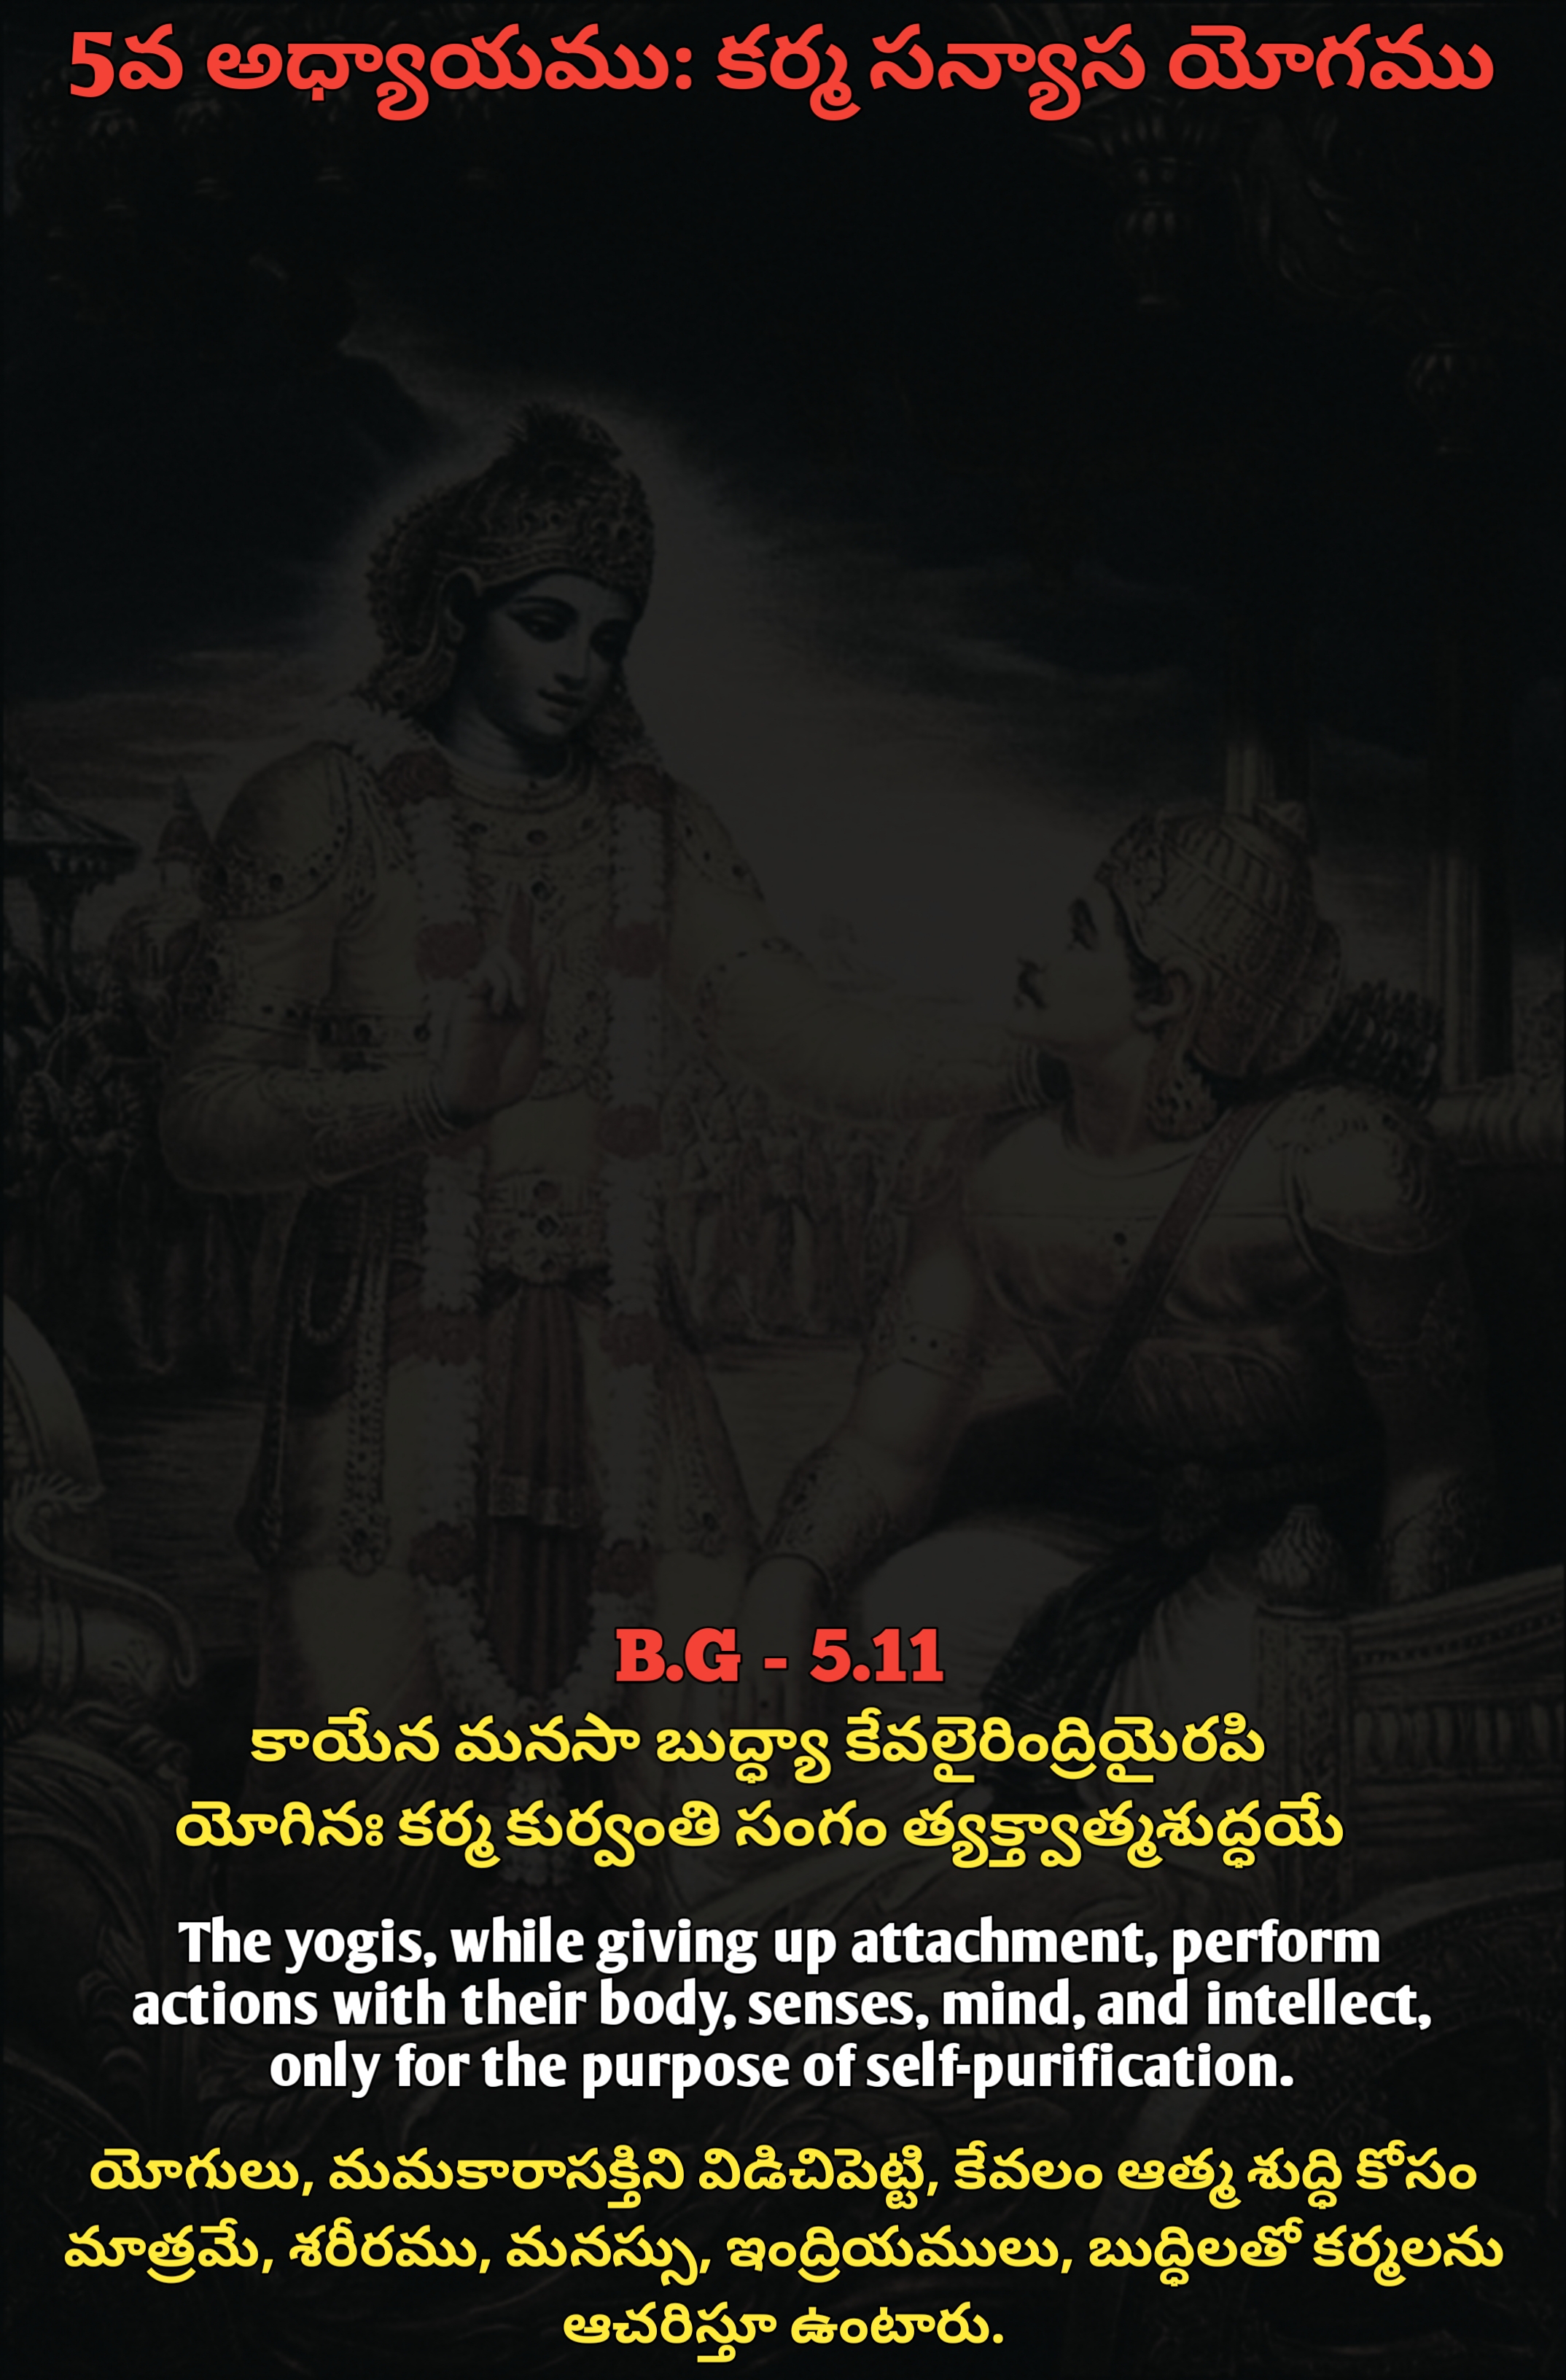 5వ అధ్యాయము: కర్మ సన్యాస యోగము
B.G - 5.11
కాయేన మనసా బుద్ధ్యా కేవలైరింద్రియైరపి
యోగినః కర్మ కుర్వంతి సంగం త్యక్త్వాత్మశుద్ధయే
The yogis, while giving up attachment, perform
actions with their body, senses, mind, and intellect,
only for the purpose of self-purification.
యోగులు, మమకారాసక్తిని విడిచిపెట్టి, కేవలం ఆత్మ శుద్ధి కోసం
మాత్రమే, శరీరము, మనస్సు, ఇంద్రియములు, బుద్ధిలతో కర్మలను
ఆచరిస్తూ ఉంటారు.